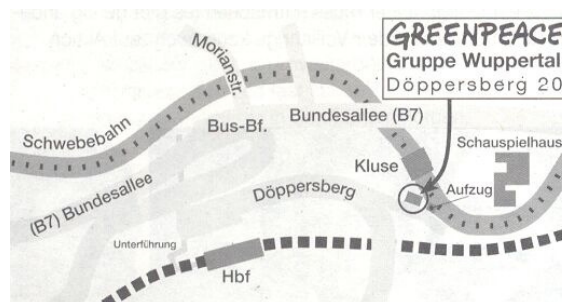 GREENPEACE
Gruppe Wuppertal
Döppersberg 20
Morianstr.
Schwebebahn
Bus-Bf.
Bundesallee (B7)
Schauspielhaus
Kluse
Aufzug
Döppersberg
(B7) Bundesallee
Unterführung
Hbf